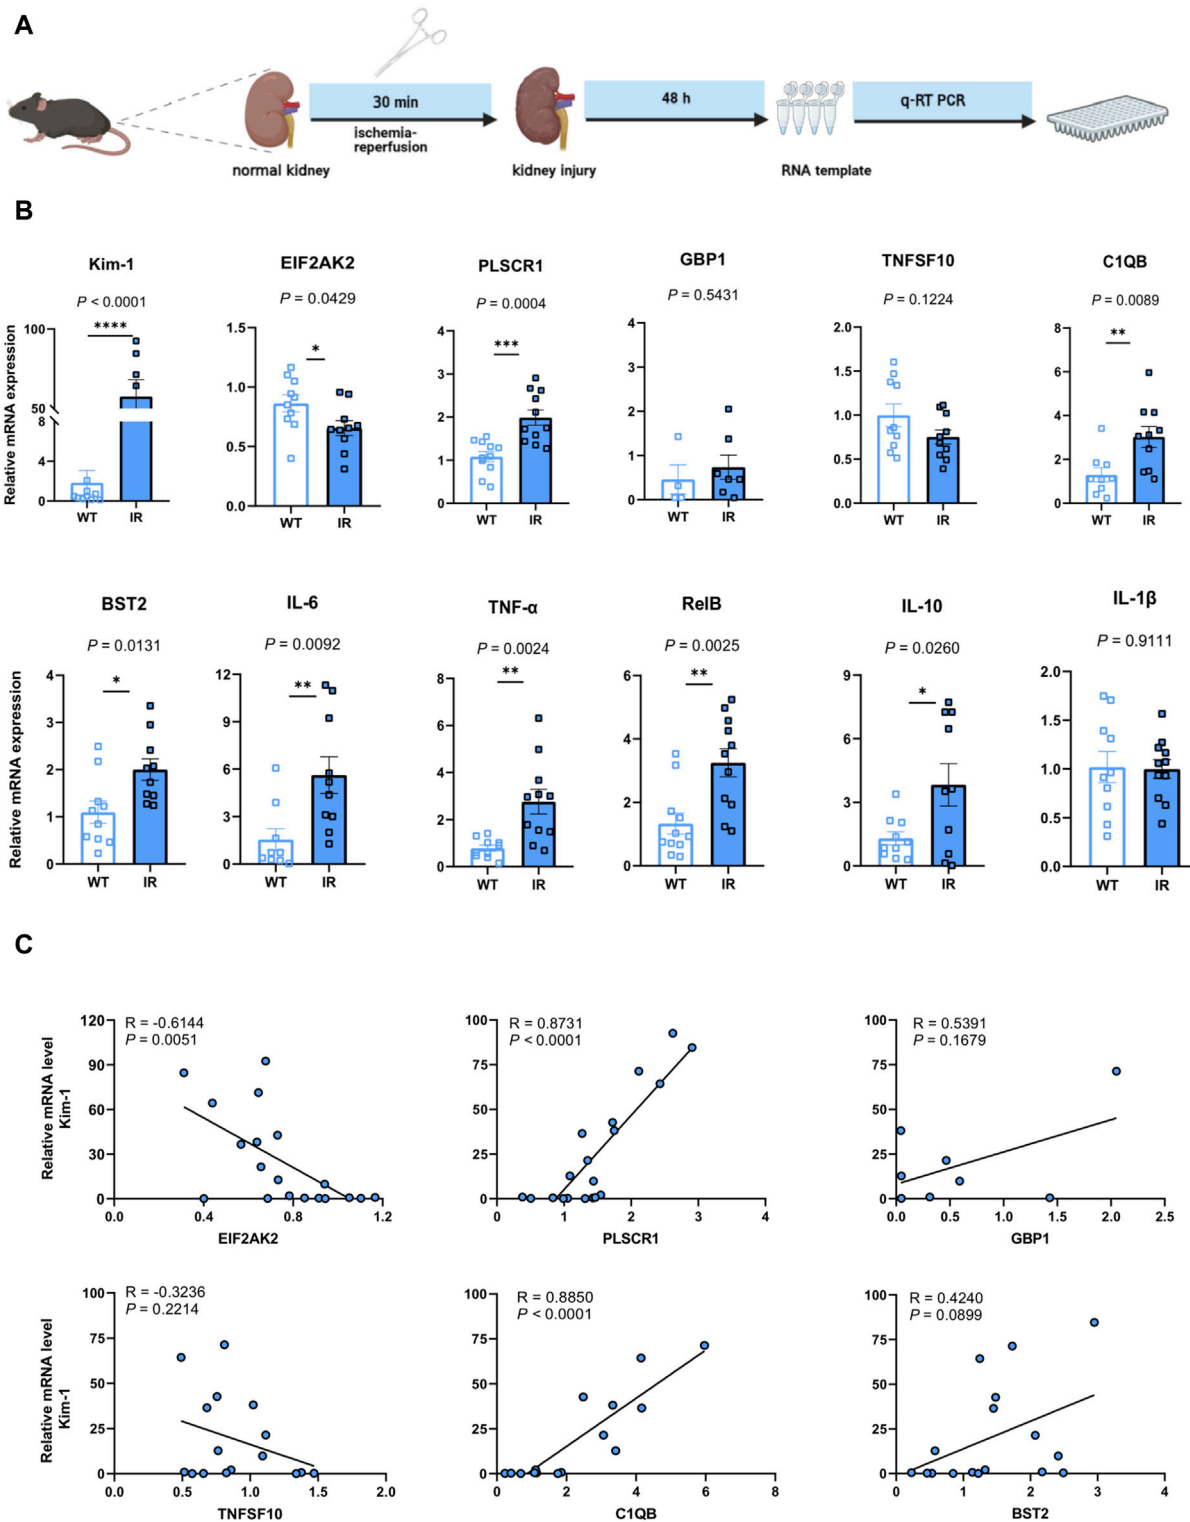 A
30 min
48 h
q-RT PCR
ischemia-
reperfusion
normal kidney
kidney injury
RNA template
B
Kim-1
EIF2AK2
PLSCR1
GBP1
TNFSF10
C1QB
P < 0.0001
P = 0.0429
P = 0.0004
P = 0.5431
P = 0.1224
P = 0.0089
Relative mRNA expression
100
50
8
4
0
****
WT
IR
1.5
1.0
0.5
0.0
*
WT
IR
4
3
2
1
0
***
WT
IR
4
3
2
1
0
WT
IR
2.0
1.5
1.0
0.5
0.0
WT
IR
8
6
4
2
0
**
WT
IR
BST2
IL-6
TNF-α
RelB
IL-10
IL-1β
P = 0.0131
P = 0.0092
P = 0.0024
P = 0.0025
P = 0.0260
P = 0.9111
Relative mRNA expression
4
3
2
1
0
*
WT
IR
12
9
6
3
0
**
WT
IR
8
6
4
2
0
**
WT
IR
6
4
2
0
**
WT
IR
9
6
3
0
*
WT
IR
2.0
1.5
1.0
0.5
0.0
WT
IR
C
Relative mRNA level
Kim-1
R = -0.6144
P = 0.0051
120
90
60
30
0
0.0
0.4
0.8
1.2
EIF2AK2
R = 0.8731
P < 0.0001
100
75
50
25
0
0
1
2
3
4
PLSCR1
R = 0.5391
P = 0.1679
100
75
50
25
0
0.0
0.5
1.0
1.5
2.0
2.5
GBP1
Relative mRNA level
Kim-1
R = -0.3236
P = 0.2214
100
75
50
25
0
0.0
0.5
1.0
1.5
2.0
TNFSF10
R = 0.8850
P < 0.0001
100
75
50
25
0
0
2
4
6
8
C1QB
R = 0.4240
P = 0.0899
100
75
50
25
0
0
1
2
3
4
BST2